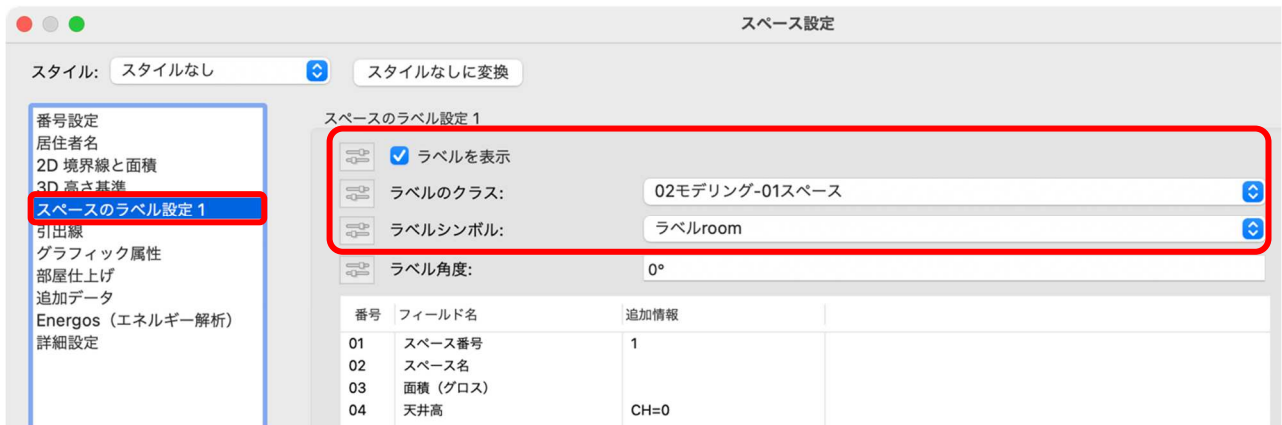 スペース設定
スタイル: スタイルなし スタイルなしに変換
番号設定
居住者名
2D 境界線と面積
3D 高さ基準
スペースのラベル設定 1
引出線
グラフィック属性
部屋仕上げ
追加データ
Energos（エネルギー解析）
詳細設定
スペースのラベル設定 1
ラベルを表示
ラベルのクラス: 02モデリング-01スペース
ラベルシンボル: ラベルroom
ラベル角度: 0°
番号 フィールド名 追加情報
01 スペース番号 1
02 スペース名
03 面積（グロス）
04 天井高 CH=0